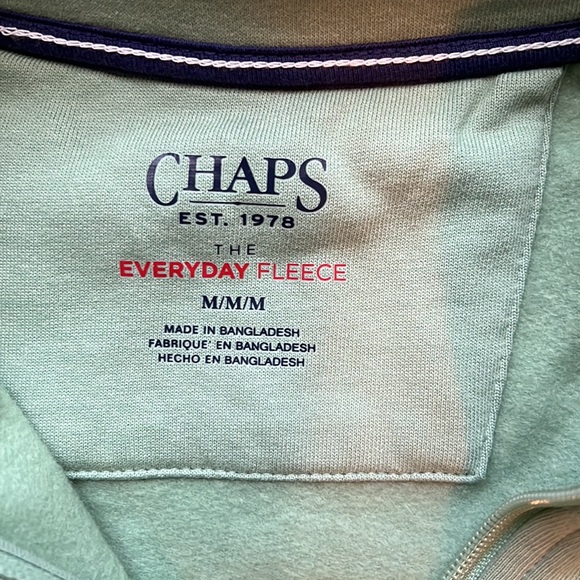 CHAPS
EST. 1978
THE
EVERYDAY FLEECE
M/M/M
MADE IN BANGLADESH
FABRIQUE' EN BANGLADESH
HECHO EN BANGLADESH